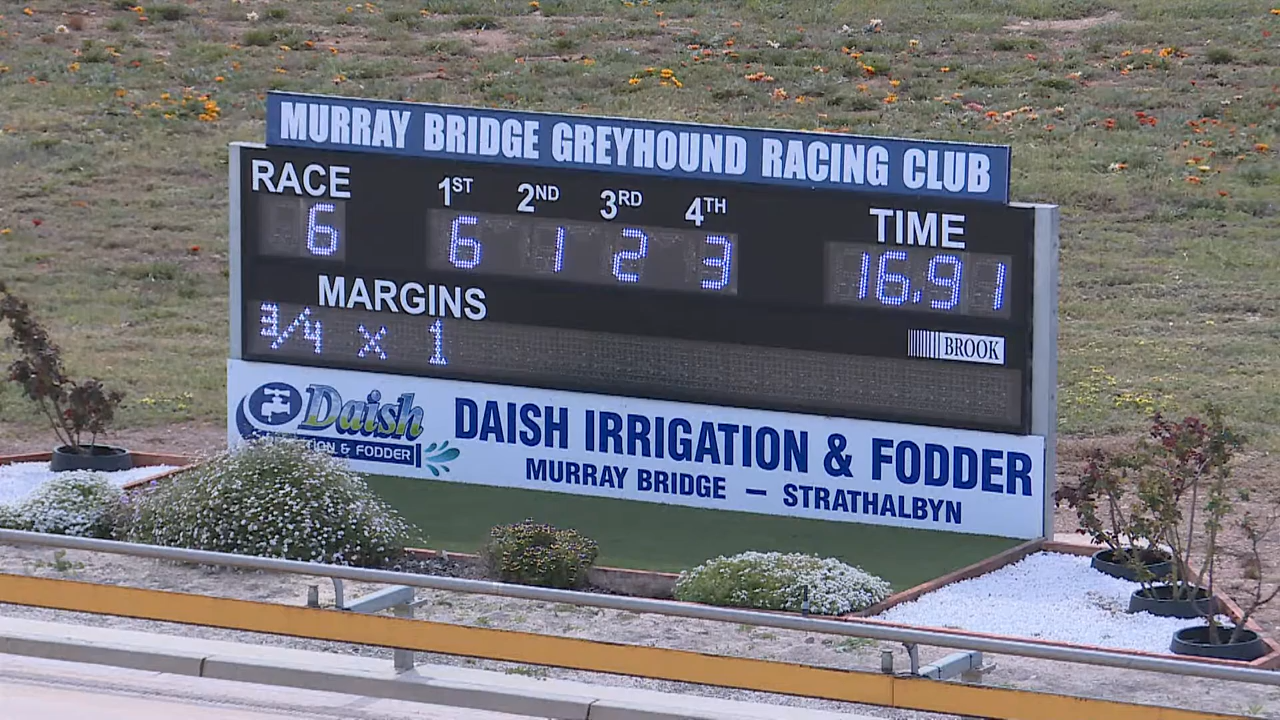 MURRAY BRIDGE GREYHOUND RACING CLUB
RACE 1ST 2ND 3RD 4TH TIME
6 6 1 2 3 16.91
MARGINS
3/4 x 1
BROOK
Daish
& FODDER
DAISH IRRIGATION & FODDER
MURRAY BRIDGE – STRATHALBYN